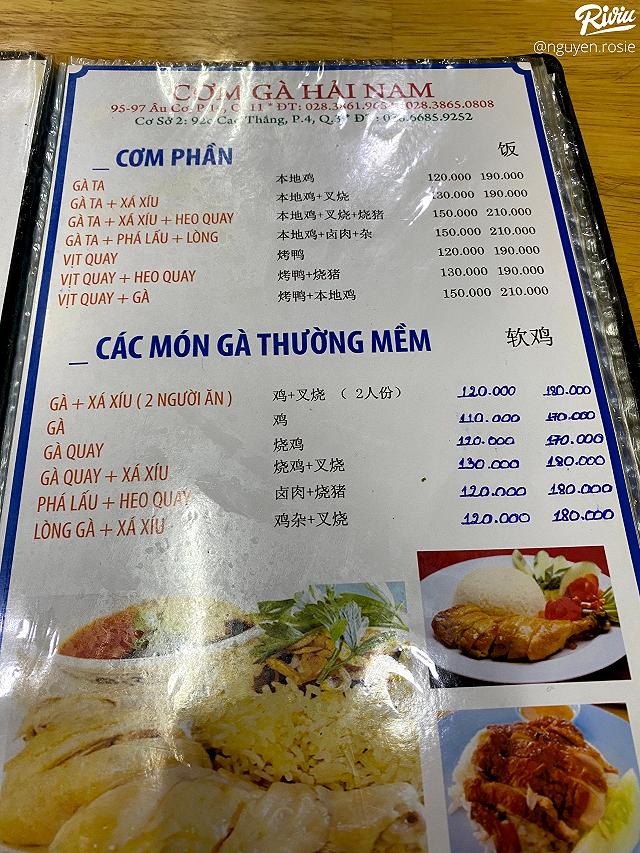 Riviu
@nguyen.rosie
CƠM GÀ HẢI NAM
95-97 Âu Cơ, 11 * ĐT: 028.3865.0808
Cơ Sở 2: Cao Thắng, P.4, ĐT:
_ CƠM PHẦN 饭
GÀ TA 本地鸡 120.000 190.000
GÀ TA + XÁ XÍU 本地鸡+叉烧 130.000 190.000
GÀ TA + XÁ XÍU + HEO QUAY 本地鸡+叉烧+烧猪 150.000 210.000
GÀ TA + PHÁ LẤU + LÒNG 本地鸡+卤肉+杂 150.000 210.000
VỊT QUAY 烤鸭 120.000 190.000
VỊT QUAY + HEO QUAY 烤鸭+烧猪 130.000 190.000
VỊT QUAY + GÀ 烤鸭+本地鸡 150.000 210.000
_ CÁC MÓN GÀ THƯỜNG MỀM 软鸡
GÀ + XÁ XÍU ( 2 NGƯỜI ĂN ) 鸡+叉烧 ( 2人份 ) 120.000 180.000
GÀ 鸡 110.000 170.000
GÀ QUAY 烧鸡 120.000 170.000
GÀ QUAY + XÁ XÍU 烧鸡+叉烧 130.000 180.000
PHÁ LẤU + HEO QUAY 卤肉+烧猪 120.000 180.000
LÒNG GÀ + XÁ XÍU 鸡杂+叉烧 120.000 180.000